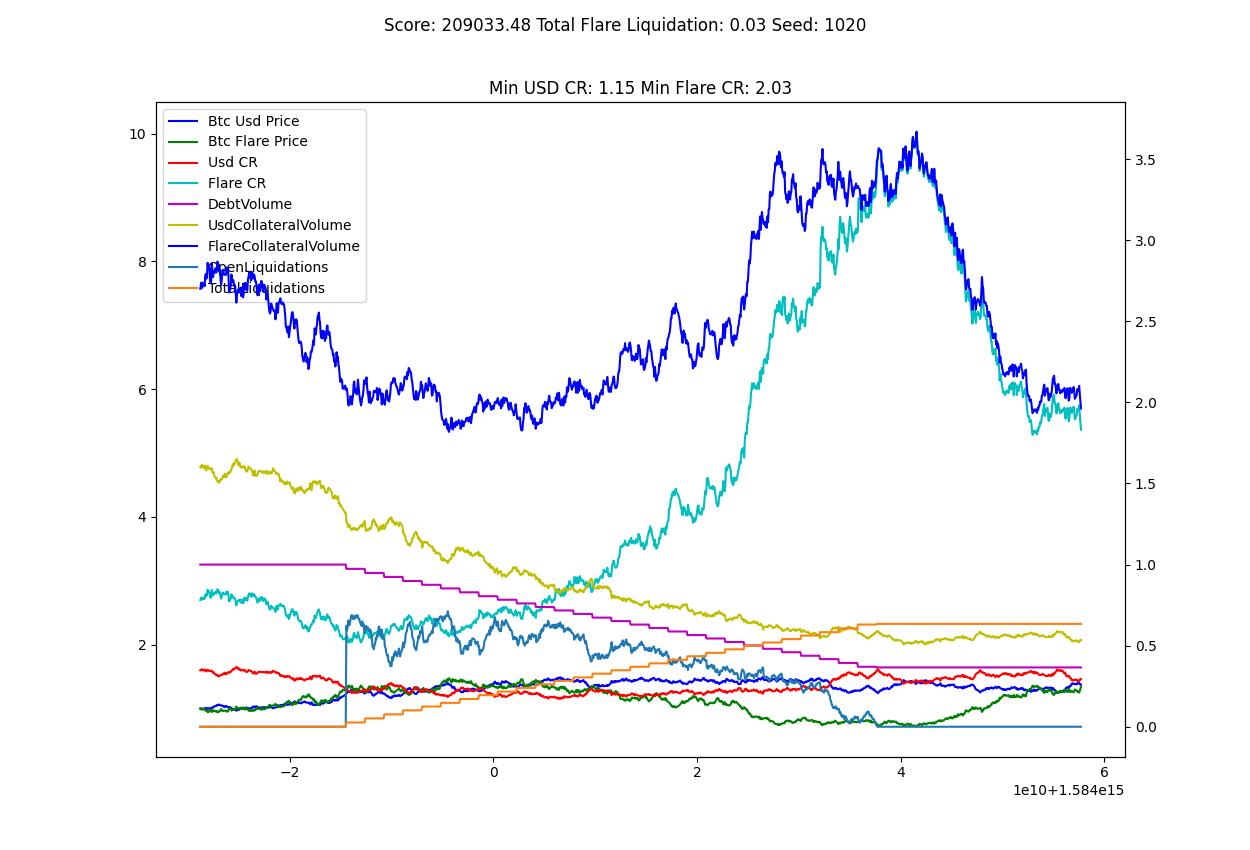 Score: 209033.48 Total Flare Liquidation: 0.03 Seed: 1020
Min USD CR: 1.15 Min Flare CR: 2.03
Btc Usd Price
Btc Flare Price
Usd CR
Flare CR
DebtVolume
UsdCollateralVolume
FlareCollateralVolume
OpenLiquidations
TotalLiquidations
10
8
6
4
2
3.5
3.0
2.5
2.0
1.5
1.0
0.5
0.0
−2
0
2
4
6
1e10+1.584e15